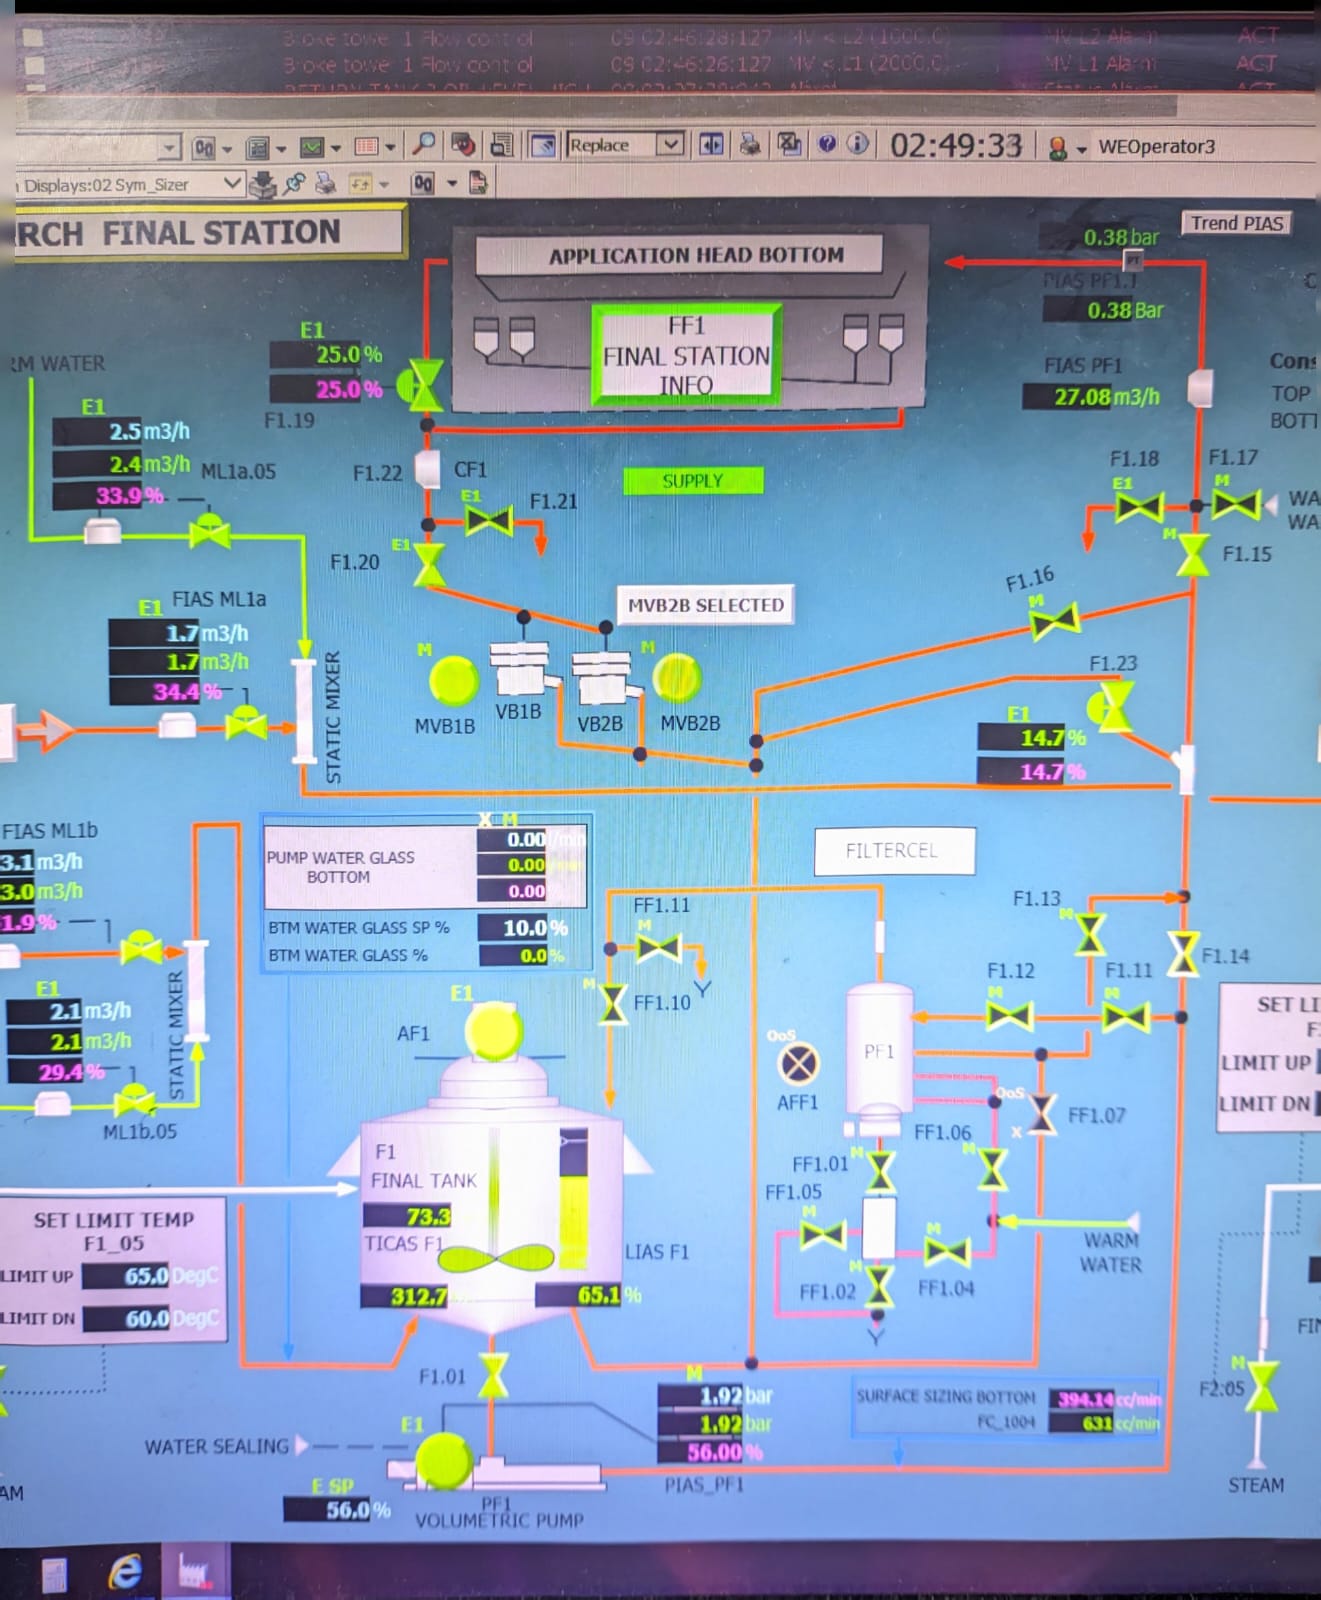 Broke tower 1 Flow control 09 02:46:28:127 MV < L2 (1000.0) MV L2 Alarm ACT
Broke tower 1 Flow control 09 02:46:26:127 MV < L1 (2000.0) MV L1 Alarm ACT
Replace 02:49:33 WEOperator3
Displays:02 Sym_Sizer
RCH FINAL STATION
APPLICATION HEAD BOTTOM
0.38 bar
Trend PIAS
PIAS PF1.1
0.38 Bar
FF1
FINAL STATION
INFO
E1
25.0 %
25.0 %
F1.19
RM WATER
FIAS PF1
27.08 m3/h
Cons
TOP
BOTT
E1
2.5 m3/h
2.4 m3/h
33.9 %
ML1a.05
F1.22
CF1
SUPPLY
F1.18
F1.17
E1
M
WA
WA
E1
F1.21
E1
F1.20
M
F1.15
F1.16
M
MVB2B SELECTED
FIAS ML1a
E1
1.7 m3/h
1.7 m3/h
34.4 %
STATIC MIXER
M
MVB1B
VB1B
VB2B
M
MVB2B
F1.23
E1
14.7 %
14.7 %
FIAS ML1b
3.1 m3/h
3.0 m3/h
1.9 %
X M
PUMP WATER GLASS
BOTTOM
0.00 l/min
0.00
0.00
BTM WATER GLASS SP % 10.0 %
BTM WATER GLASS % 0.0 %
FILTERCEL
FF1.11
M
M
FF1.10
Y
F1.13
M
F1.14
F1.12
M
F1.11
M
E1
2.1 m3/h
2.1 m3/h
29.4 %
STATIC MIXER
ML1b.05
E1
AF1
OoS
AFF1
PF1
OoS
X
FF1.07
FF1.06
M
FF1.01
M
FF1.05
M
M
FF1.04
M
FF1.02
Y
WARM
WATER
SET LI
F
LIMIT UP
LIMIT DN
F1
FINAL TANK
73.3
TICAS F1
312.7
LIAS F1
65.1 %
SET LIMIT TEMP
F1_05
LIMIT UP 65.0 DegC
LIMIT DN 60.0 DegC
F1.01
E1
WATER SEALING
E SP
56.0 %
PF1
VOLUMETRIC PUMP
M
1.92 bar
1.92 bar
56.00 %
PIAS_PF1
SURFACE SIZING BOTTOM 394.14 cc/min
FC_1004 631 cc/min
FIN
M
F2.05
STEAM
AM